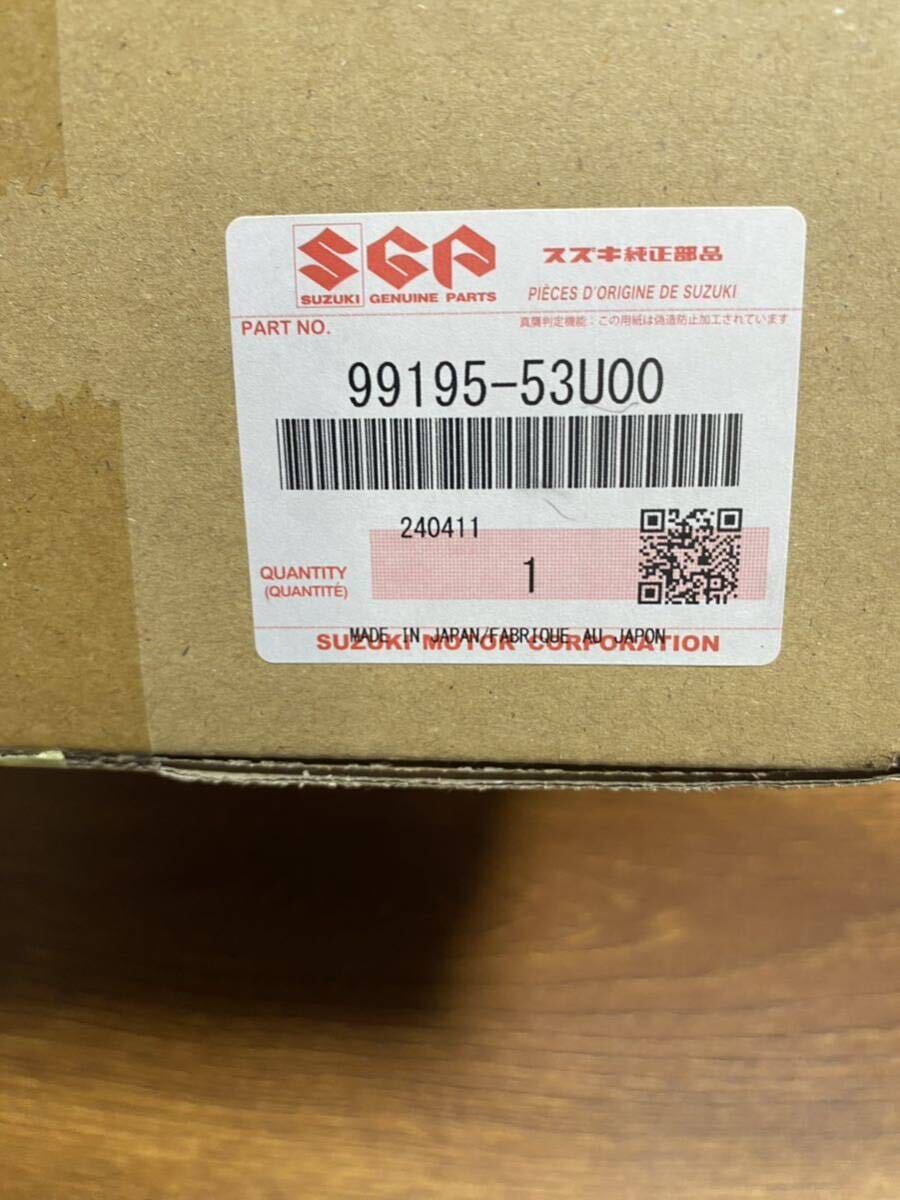 SGP
スズキ純正部品
SUZUKI GENUINE PARTS
PIÈCES D'ORIGINE DE SUZUKI
PART NO.
真贋判定機能：この用紙は偽造防止加工されています
99195-53U00
240411
QUANTITY
(QUANTITÉ)
1
MADE IN JAPAN/FABRIQUE AU JAPON
SUZUKI MOTOR CORPORATION